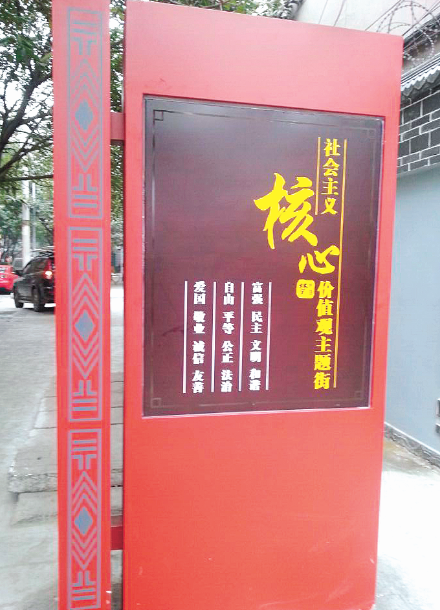 社会主义
核心
价值观主题街
富强 民主 文明 和谐
自由 平等 公正 法治
爱国 敬业 诚信 友善